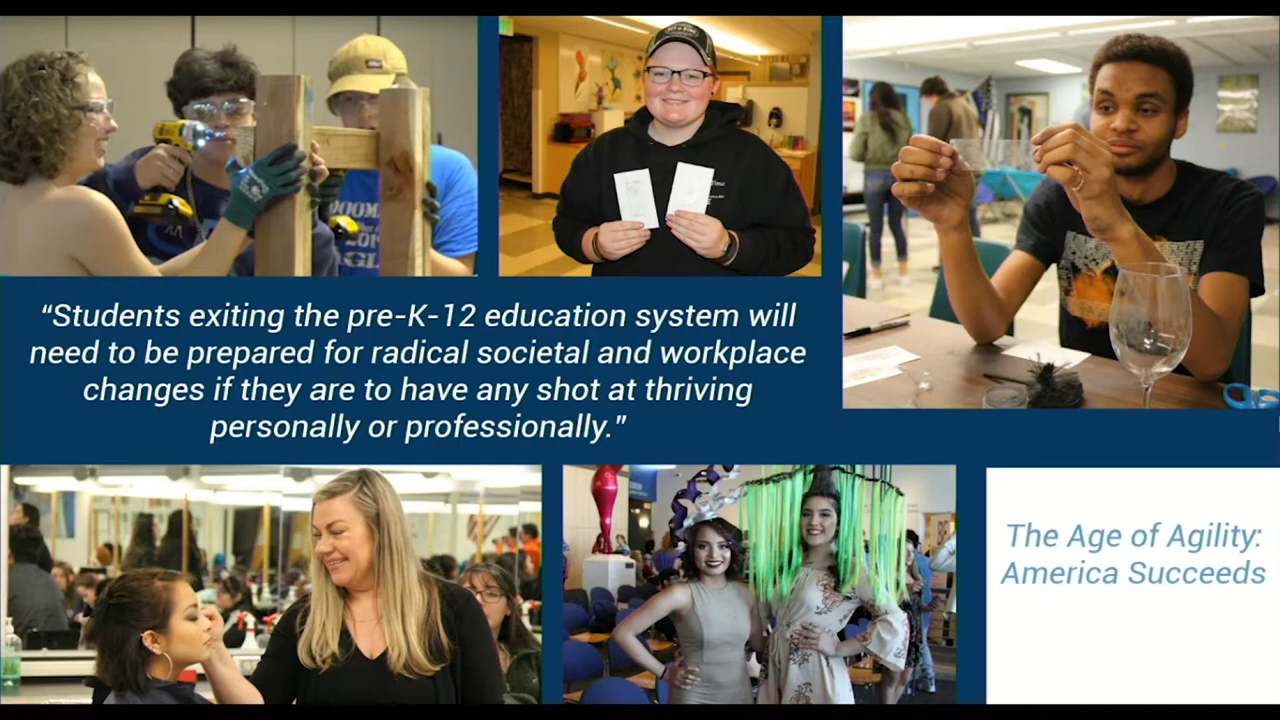 “Students exiting the pre-K-12 education system will
need to be prepared for radical societal and workplace
changes if they are to have any shot at thriving
personally or professionally."
The Age of Agility:
America Succeeds